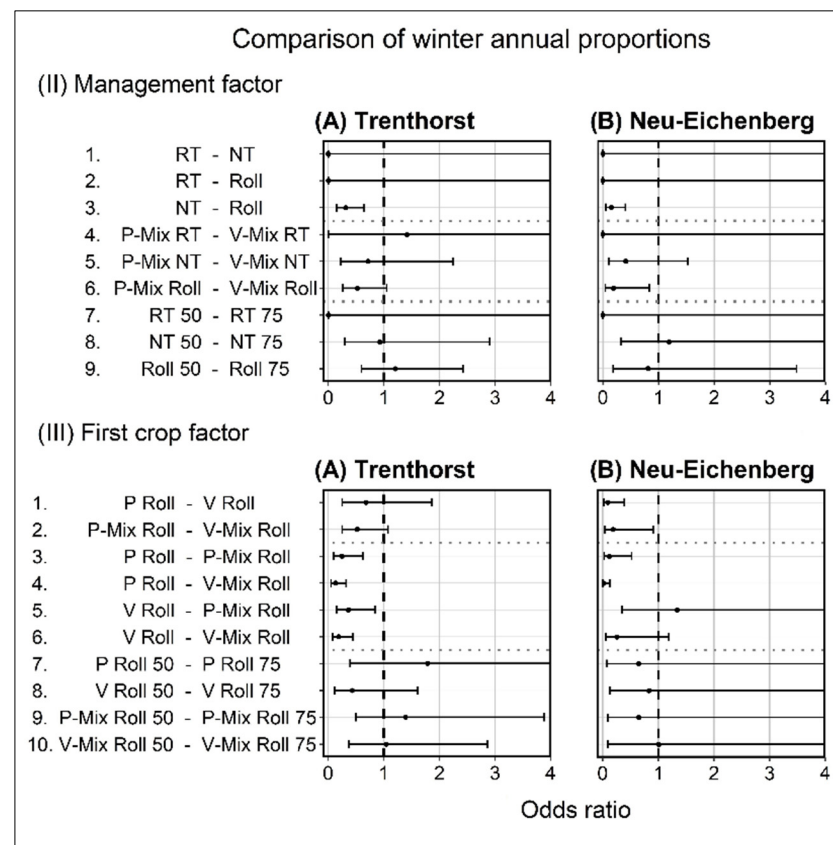 Comparison of winter annual proportions
(II) Management factor
(A) Trenthorst (B) Neu-Eichenberg
1. RT - NT
2. RT - Roll
3. NT - Roll
4. P-Mix RT - V-Mix RT
5. P-Mix NT - V-Mix NT
6. P-Mix Roll - V-Mix Roll
7. RT 50 - RT 75
8. NT 50 - NT 75
9. Roll 50 - Roll 75
0 1 2 3 4 0 1 2 3 4
(III) First crop factor
(A) Trenthorst (B) Neu-Eichenberg
1. P Roll - V Roll
2. P-Mix Roll - V-Mix Roll
3. P Roll - P-Mix Roll
4. P Roll - V-Mix Roll
5. V Roll - P-Mix Roll
6. V Roll - V-Mix Roll
7. P Roll 50 - P Roll 75
8. V Roll 50 - V Roll 75
9. P-Mix Roll 50 - P-Mix Roll 75
10. V-Mix Roll 50 - V-Mix Roll 75
0 1 2 3 4 0 1 2 3 4
Odds ratio